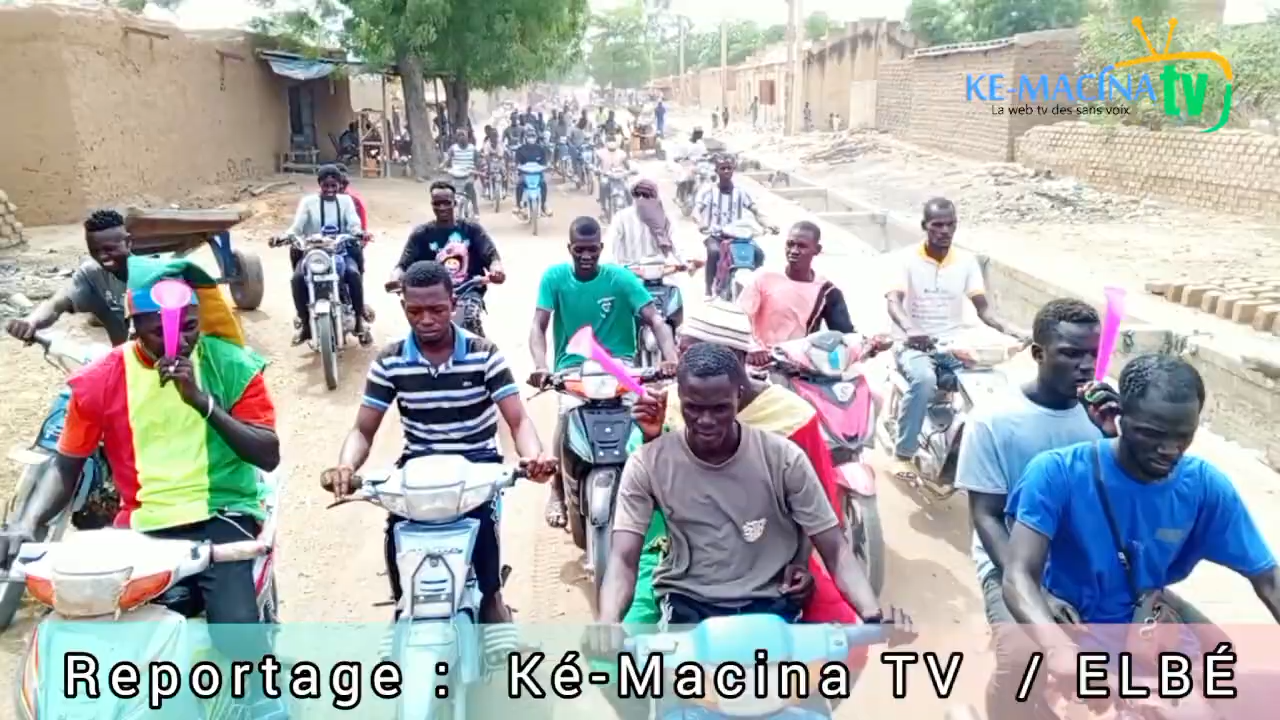 KE-MACINA tv
La web tv des sans voix
Reportage : Ké-Macina TV / ELBÉ